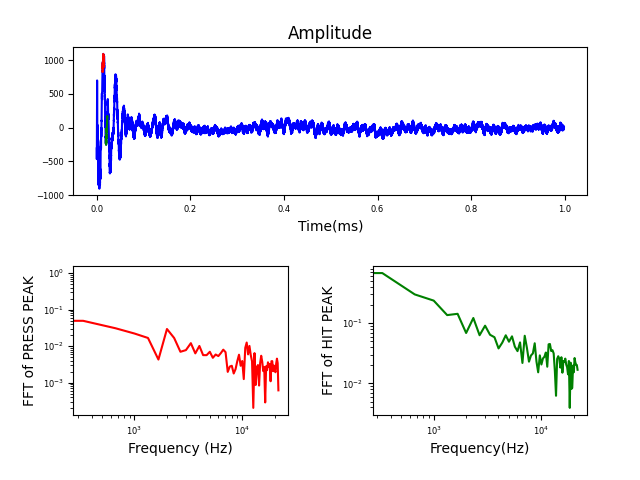 Amplitude
1000
500
0
−500
−1000
0.0 0.2 0.4 0.6 0.8 1.0
Time(ms)
FFT of PRESS PEAK
10⁰
10⁻¹
10⁻²
10⁻³
10³ 10⁴
Frequency (Hz)
FFT of HIT PEAK
10⁻¹
10⁻²
10³ 10⁴
Frequency(Hz)